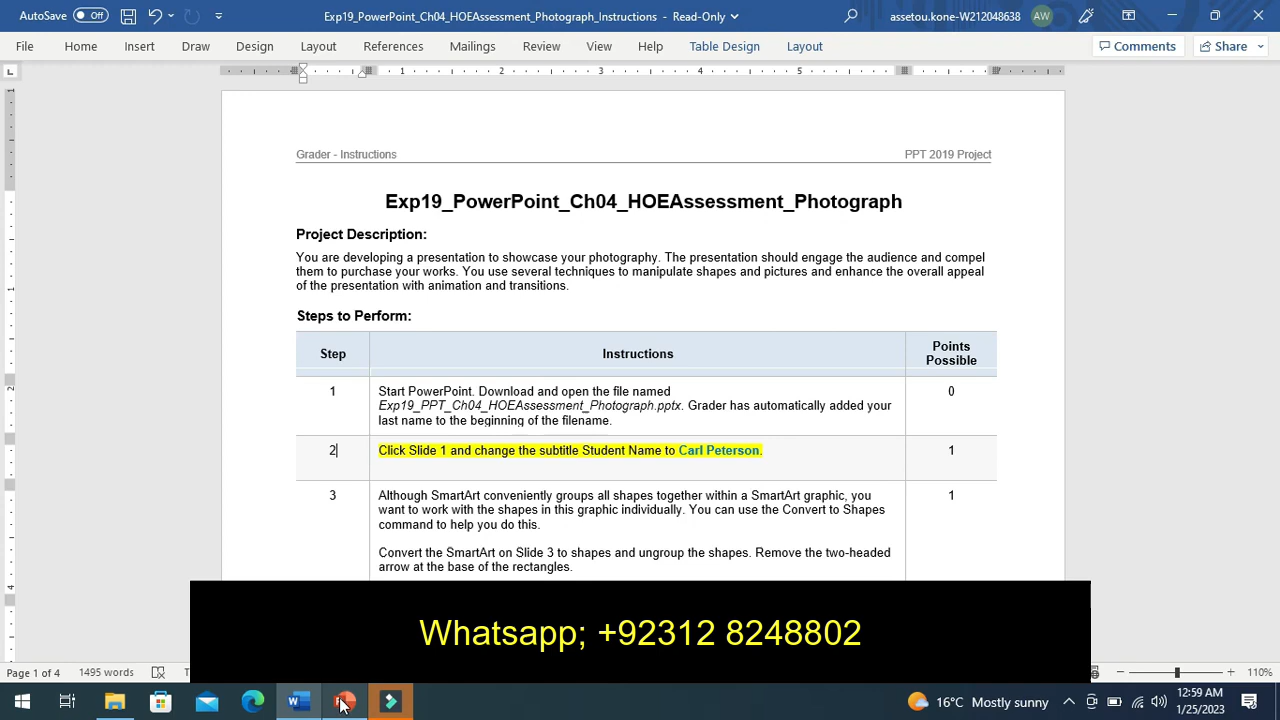 AutoSave Off Exp19_PowerPoint_Ch04_HOEAssessment_Photograph_Instructions - Read-Only assetou.kone-W212048638 AW
File Home Insert Draw Design Layout References Mailings Review View Help Table Design Layout Comments Share
1 2 3 4 5
Grader - Instructions PPT 2019 Project
Exp19_PowerPoint_Ch04_HOEAssessment_Photograph
Project Description:
You are developing a presentation to showcase your photography. The presentation should engage the audience and compel
them to purchase your works. You use several techniques to manipulate shapes and pictures and enhance the overall appeal
of the presentation with animation and transitions.
Steps to Perform:
Step Instructions Points Possible
1 Start PowerPoint. Download and open the file named 0
Exp19_PPT_Ch04_HOEAssessment_Photograph.pptx. Grader has automatically added your
last name to the beginning of the filename.
2 Click Slide 1 and change the subtitle Student Name to Carl Peterson. 1
3 Although SmartArt conveniently groups all shapes together within a SmartArt graphic, you 1
want to work with the shapes in this graphic individually. You can use the Convert to Shapes
command to help you do this.
Convert the SmartArt on Slide 3 to shapes and ungroup the shapes. Remove the two-headed
arrow at the base of the rectangles.
Whatsapp; +92312 8248802
Page 1 of 4 1495 words 110%
16°C Mostly sunny 12:59 AM
1/25/2023